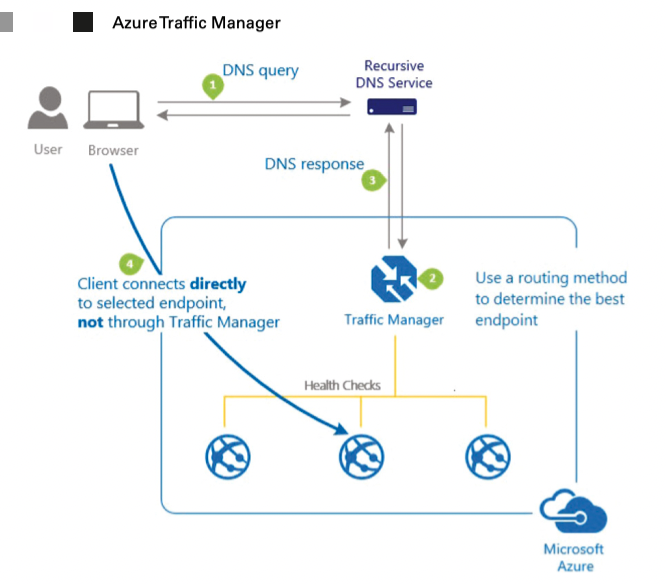 Azure Traffic Manager
DNS query
1
Recursive
DNS Service
User
Browser
DNS response
3
4
Client connects directly
to selected endpoint,
not through Traffic Manager
2
Traffic Manager
Use a routing method
to determine the best
endpoint
Health Checks
Microsoft
Azure